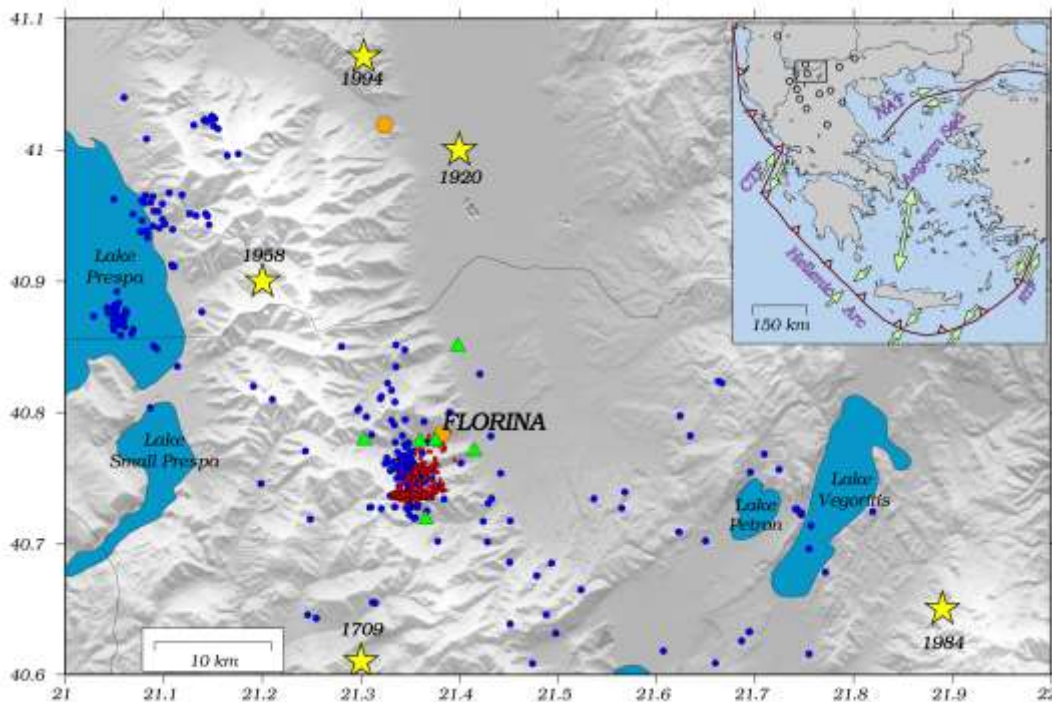 41.1
41
40.9
40.8
40.7
40.6
21
21.1
21.2
21.3
21.4
21.5
21.6
21.7
21.8
21.9
22
1994
1920
1958
1709
1984
Lake
Prespa
Lake
Small Prespa
FLORINA
Lake
Petron
Lake
Vegoritis
10 km
NAT
Aegean Sea
CTF
Hellenic Arc
150 km